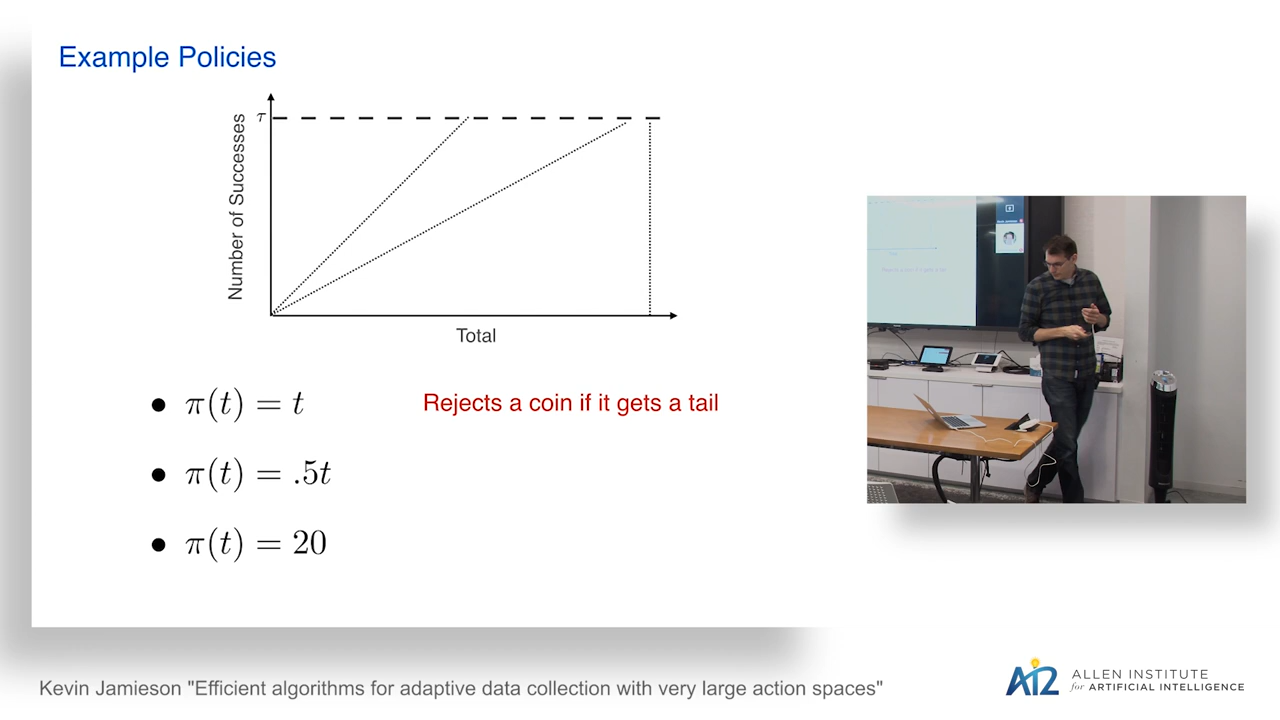 Example Policies
τ
Number of Successes
Total
• π(t) = t
Rejects a coin if it gets a tail
• π(t) = .5t
• π(t) = 20
Kevin Jamieson "Efficient algorithms for adaptive data collection with very large action spaces"
AI2
ALLEN INSTITUTE
for ARTIFICIAL INTELLIGENCE